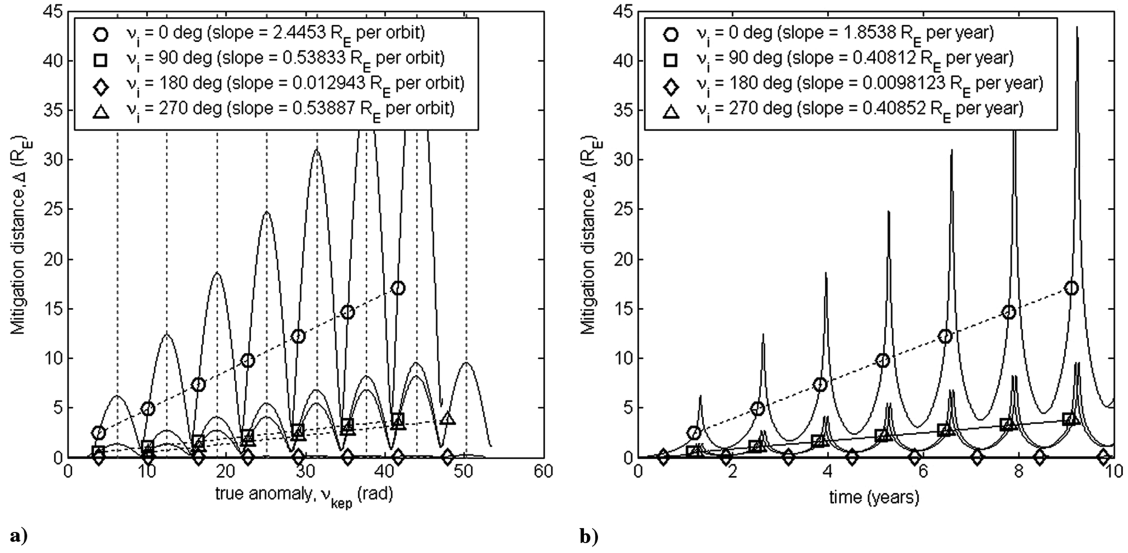 45
40
35
30
25
20
15
10
5
0
Mitigation distance, Δ (R_E)
ν_i = 0 deg (slope = 2.4453 R_E per orbit)
ν_i = 90 deg (slope = 0.53833 R_E per orbit)
ν_i = 180 deg (slope = 0.012943 R_E per orbit)
ν_i = 270 deg (slope = 0.53887 R_E per orbit)
0 10 20 30 40 50 60
true anomaly, ν_kep (rad)
a)
45
40
35
30
25
20
15
10
5
0
Mitigation distance, Δ (R_E)
ν_i = 0 deg (slope = 1.8538 R_E per year)
ν_i = 90 deg (slope = 0.40812 R_E per year)
ν_i = 180 deg (slope = 0.0098123 R_E per year)
ν_i = 270 deg (slope = 0.40852 R_E per year)
0 2 4 6 8 10
time (years)
b)